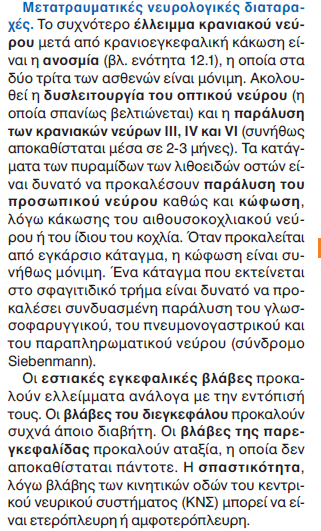 Μετατραυματικές νευρολογικές διαταρα-
χές. Το συχνότερο έλλειμμα κρανιακού νεύ-
ρου μετά από κρανιοεγκεφαλική κάκωση εί-
ναι η ανοσμία (βλ. ενότητα 12.1), η οποία στα
δύο τρίτα των ασθενών είναι μόνιμη. Ακολου-
θεί η δυσλειτουργία του οπτικού νεύρου (η
οποία σπανίως βελτιώνεται) και η παράλυση
των κρανιακών νεύρων III, IV και VI (συνήθως
αποκαθίσταται μέσα σε 2-3 μήνες). Τα κατάγ-
ματα των πυραμίδων των λιθοειδών οστών εί-
ναι δυνατό να προκαλέσουν παράλυση του
προσωπικού νεύρου καθώς και κώφωση,
λόγω κάκωσης του αιθουσοκοχλιακού νεύ-
ρου ή του ίδιου του κοχλία. Όταν προκαλείται
από εγκάρσιο κάταγμα, η κώφωση είναι συ-
νήθως μόνιμη. Ένα κάταγμα που εκτείνεται
στο σφαγιτιδικό τρήμα είναι δυνατό να προ-
καλέσει συνδυασμένη παράλυση του γλωσ-
σοφαρυγγικού, του πνευμονογαστρικού και
του παραπληρωματικού νεύρου (σύνδρομο
Siebenmann).
Οι εστιακές εγκεφαλικές βλάβες προκα-
λούν ελλείμματα ανάλογα με την εντόπισή
τους. Οι βλάβες του διεγκεφάλου προκαλούν
συχνά άποιο διαβήτη. Οι βλάβες της παρε-
γκεφαλίδας προκαλούν αταξία, η οποία δεν
αποκαθίσταται πάντοτε. Η σπαστικότητα,
λόγω βλάβης των κινητικών οδών του κεντρι-
κού νευρικού συστήματος (ΚΝΣ) μπορεί να εί-
ναι ετερόπλευρη ή αμφοτερόπλευρη.